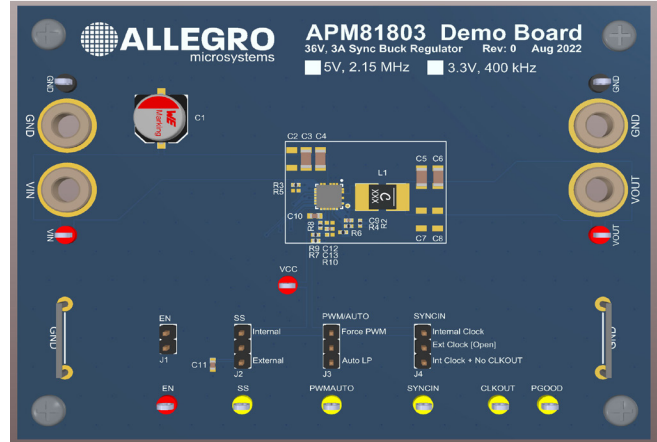 ALLEGRO
microsystems
APM81803 Demo Board
36V, 3A Sync Buck Regulator Rev: 0 Aug 2022
5V, 2.15 MHz 3.3V, 400 kHz
GND
GND
GND
GND
WE
Marking
C1
C2 C3 C4
VIN
VOUT
R3
R5
L1
C
XXX
C5 C6
C10
R8
C9
R4
R2
R6
C12
C13
R10
R9
R7
C7 C8
VIN
VOUT
VCC
GND
GND
EN
SS
PWM/AUTO
SYNCIN
Internal
Force PWM
Internal Clock
Ext Clock [Open]
External
Auto LP
Int Clock + No CLKOUT
J1
C11
J2
J3
J4
EN
SS
PWMAUTO
SYNCIN
CLKOUT
PGOOD